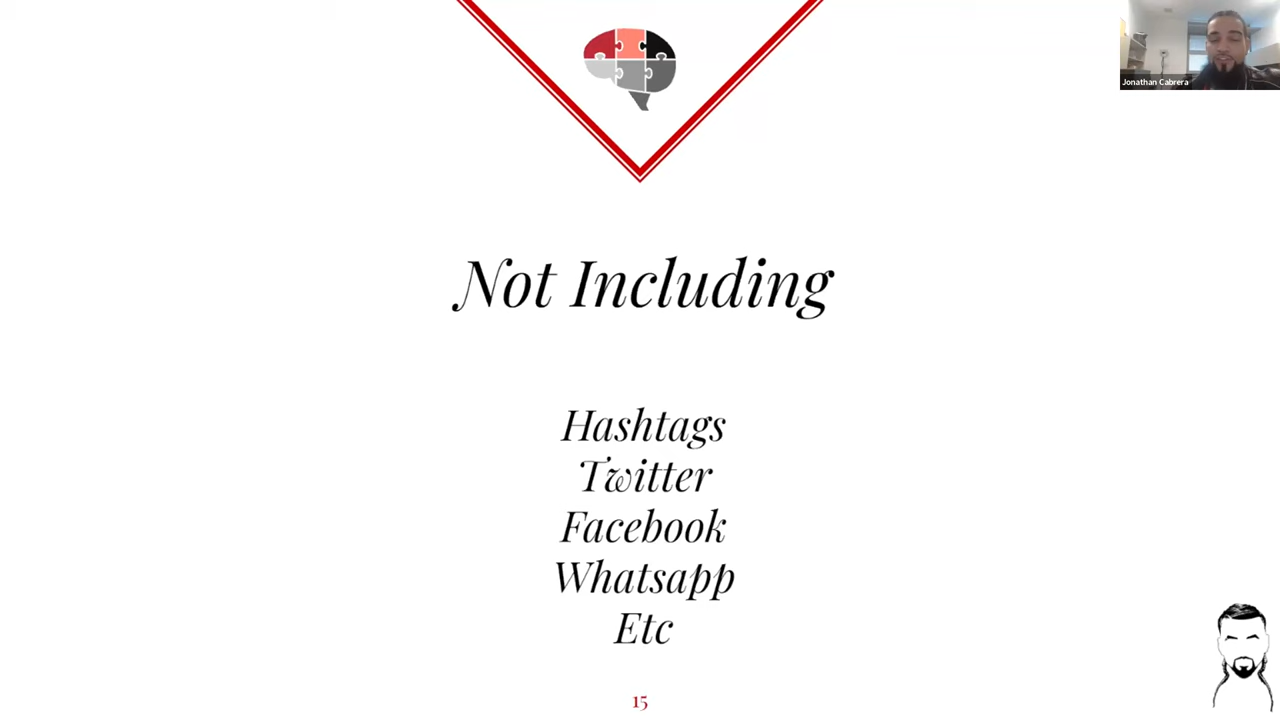 Jonathan Cabrera
Not Including
Hashtags
Twitter
Facebook
Whatsapp
Etc
15